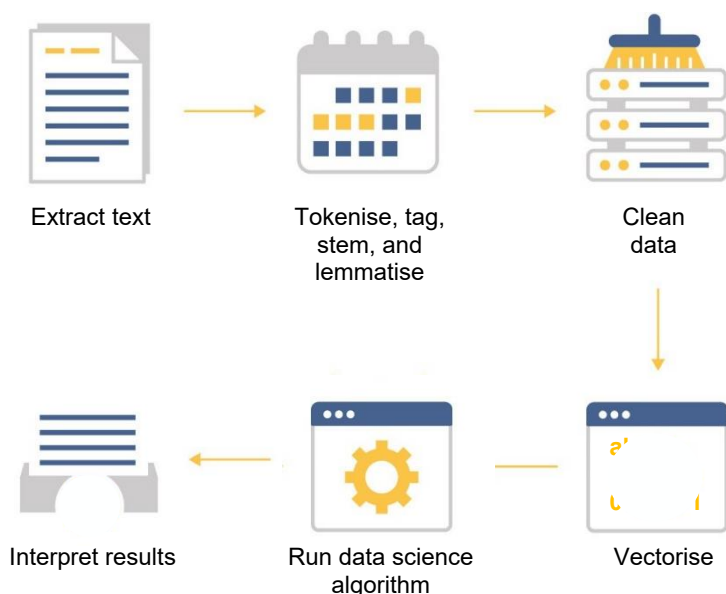 Extract text
Tokenise, tag,
stem, and
lemmatise
Clean
data
Interpret results
Run data science
algorithm
Vectorise